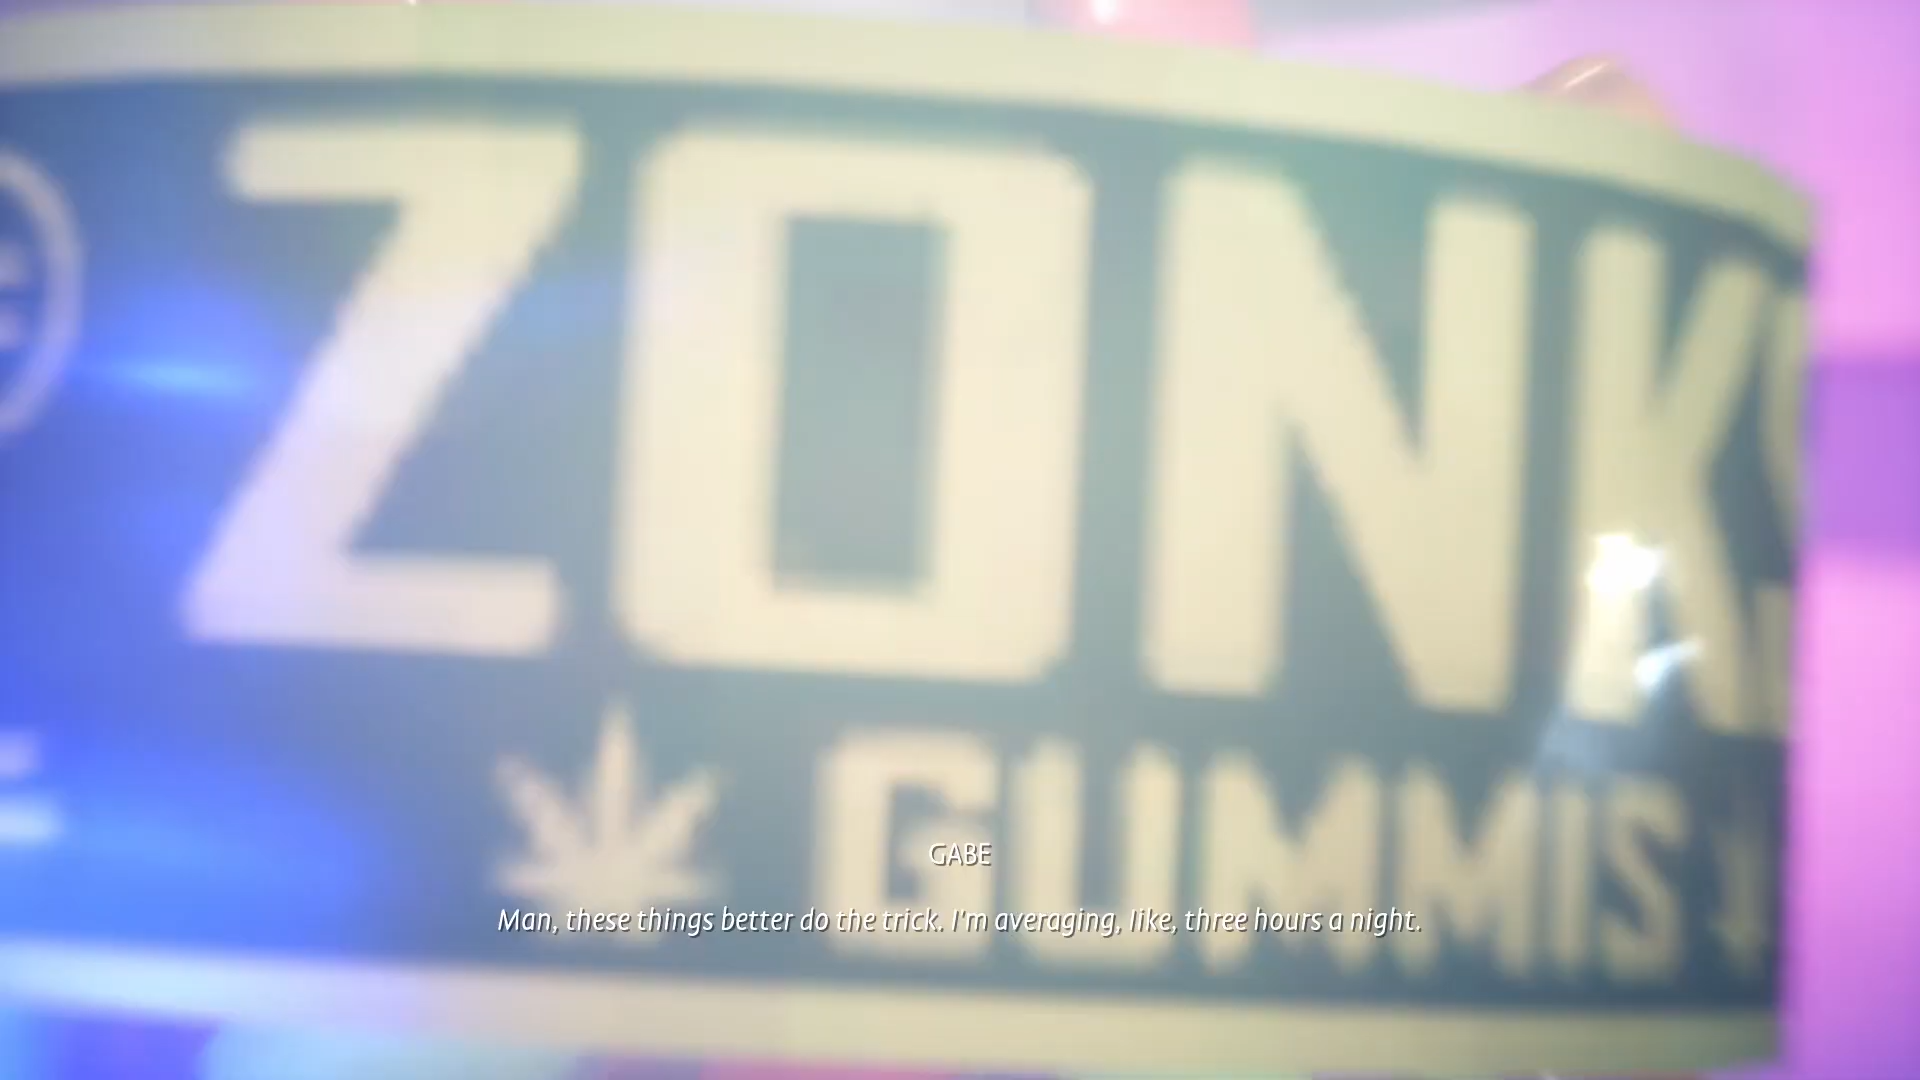 ZONK
GUMMIS
GABE
Man, these things better do the trick. I'm averaging, like, three hours a night.